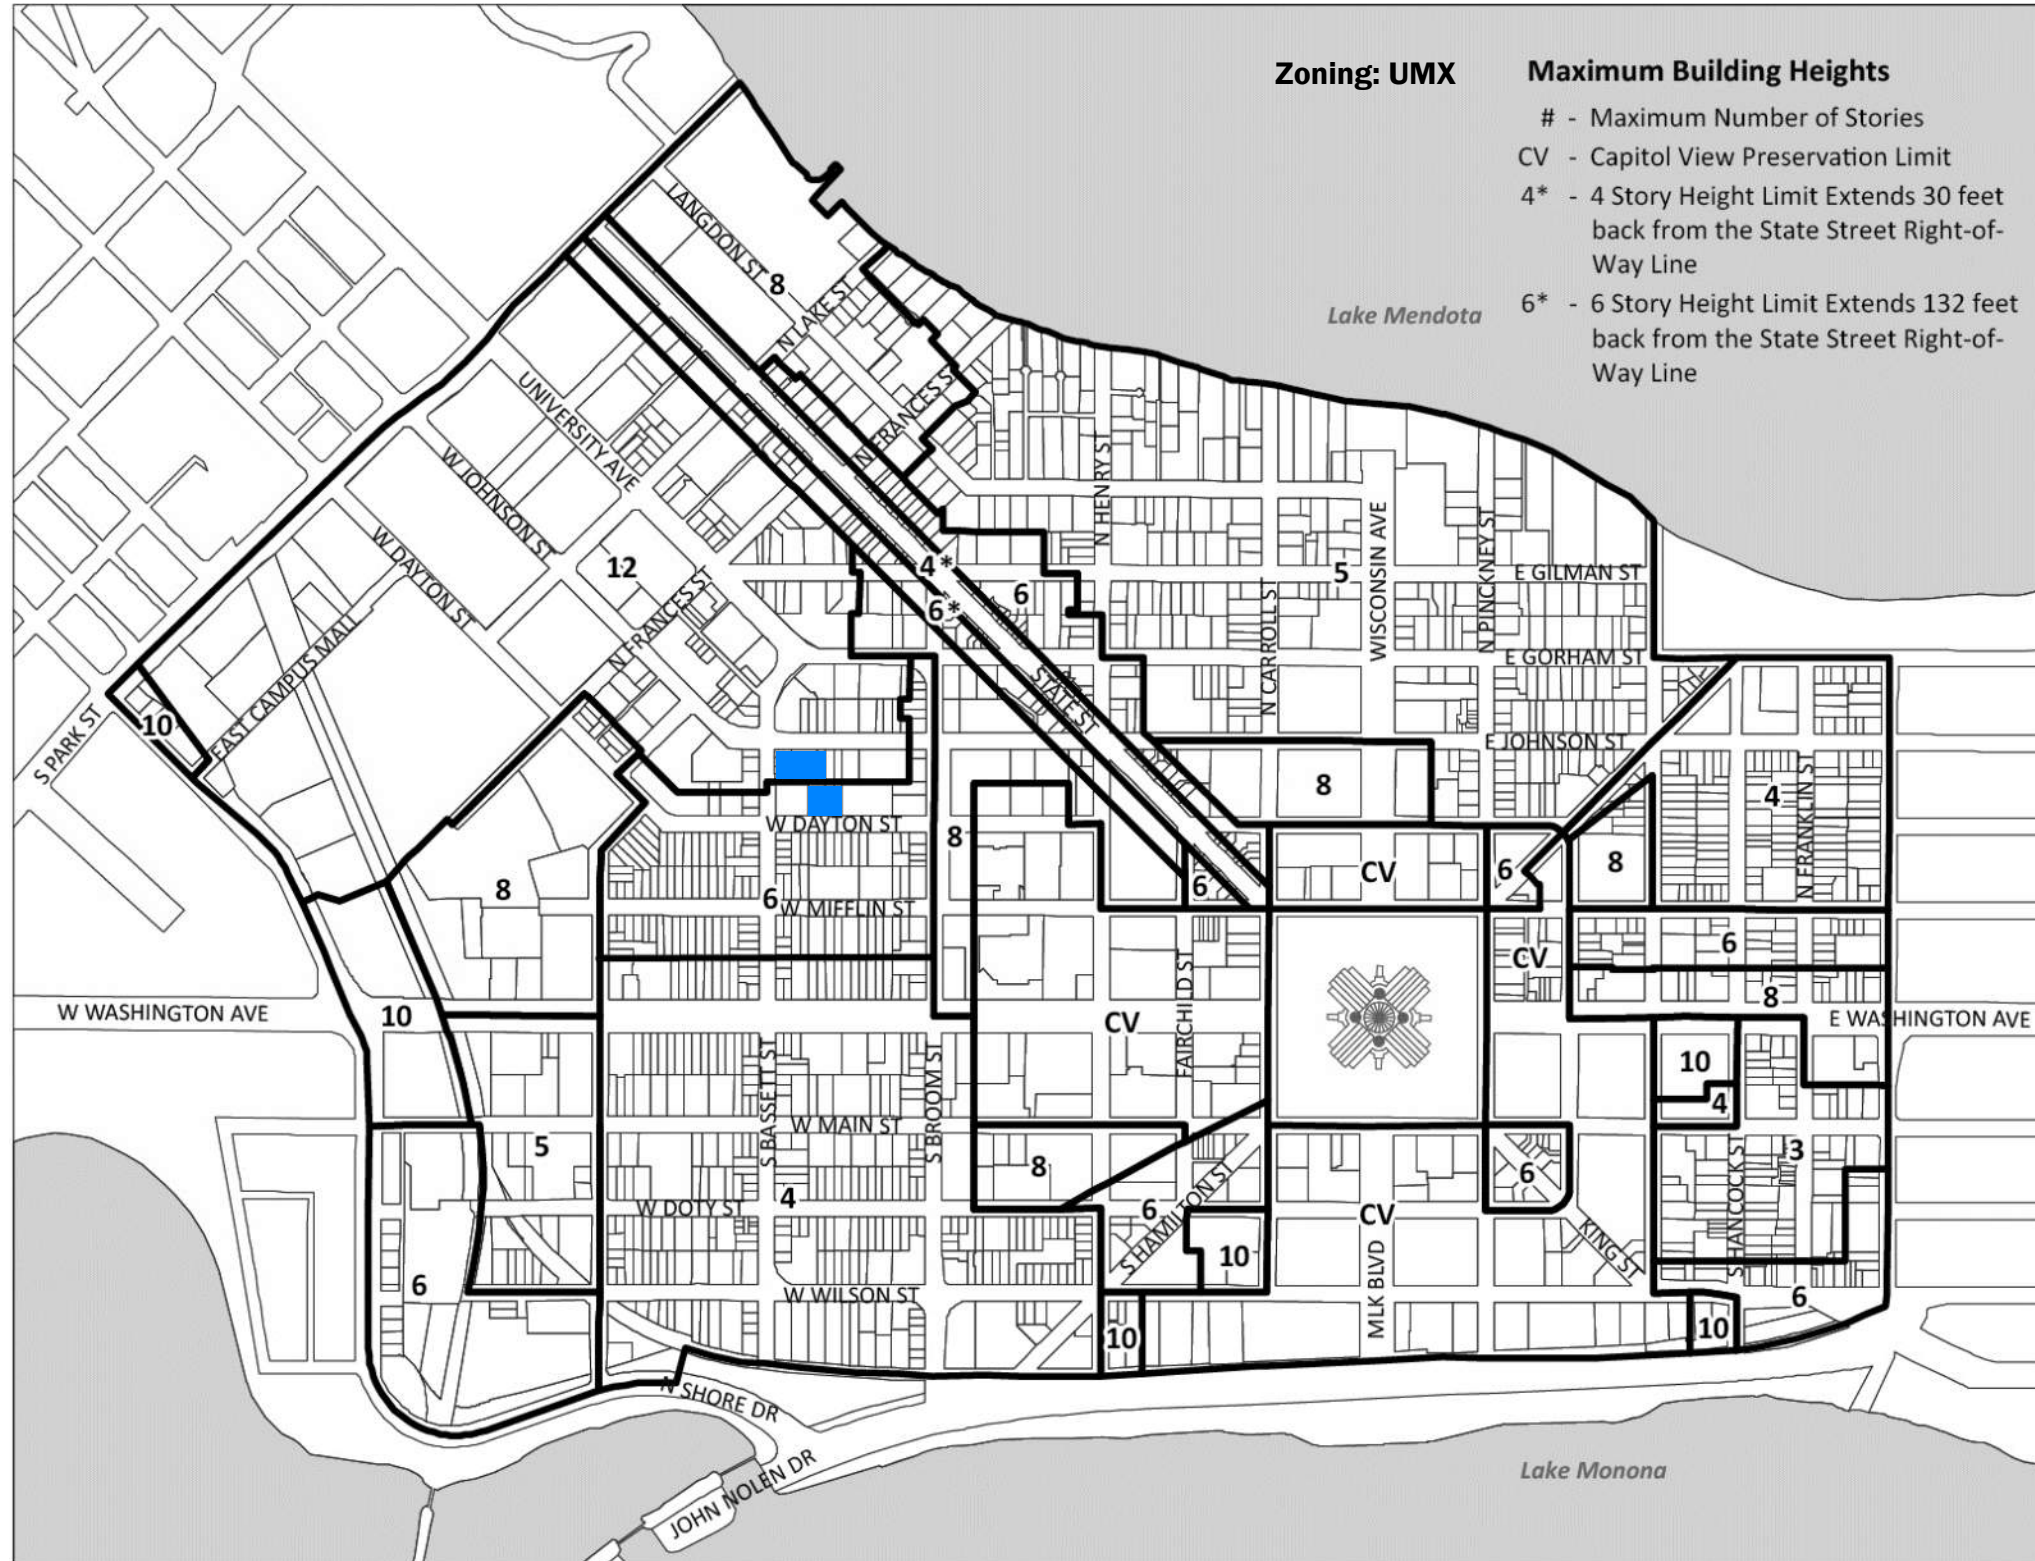 Zoning: UMX
Maximum Building Heights
# - Maximum Number of Stories
CV - Capitol View Preservation Limit
4* - 4 Story Height Limit Extends 30 feet
back from the State Street Right-of-
Way Line
6* - 6 Story Height Limit Extends 132 feet
back from the State Street Right-of-
Way Line
Lake Mendota
LANGDON ST
8
N LAKE ST
UNIVERSITY AVE
N FRANCES ST
W JOHNSON ST
N HENRY ST
W DAYTON ST
12
N FRANCES ST
4*
6*
6
5
WISCONSIN AVE
N PINCKNEY ST
E GILMAN ST
N CARROLL ST
E GORHAM ST
STATE ST
EAST CAMPUS MALL
10
S PARK ST
E JOHNSON ST
8
4
N FRANKLIN ST
W DAYTON ST
8
8
6
CV
6
8
6
W MIFFLIN ST
6
CV
8
W WASHINGTON AVE
10
CV
FAIRCHILD ST
E WASHINGTON AVE
10
4
S BASSETT ST
S BROOM ST
W MAIN ST
5
8
6
3
S HANCOCK ST
W DOTY ST
4
6
S HAMILTON ST
CV
KING ST
10
MLK BLVD
6
W WILSON ST
6
10
10
N SHORE DR
JOHN NOLEN DR
Lake Monona